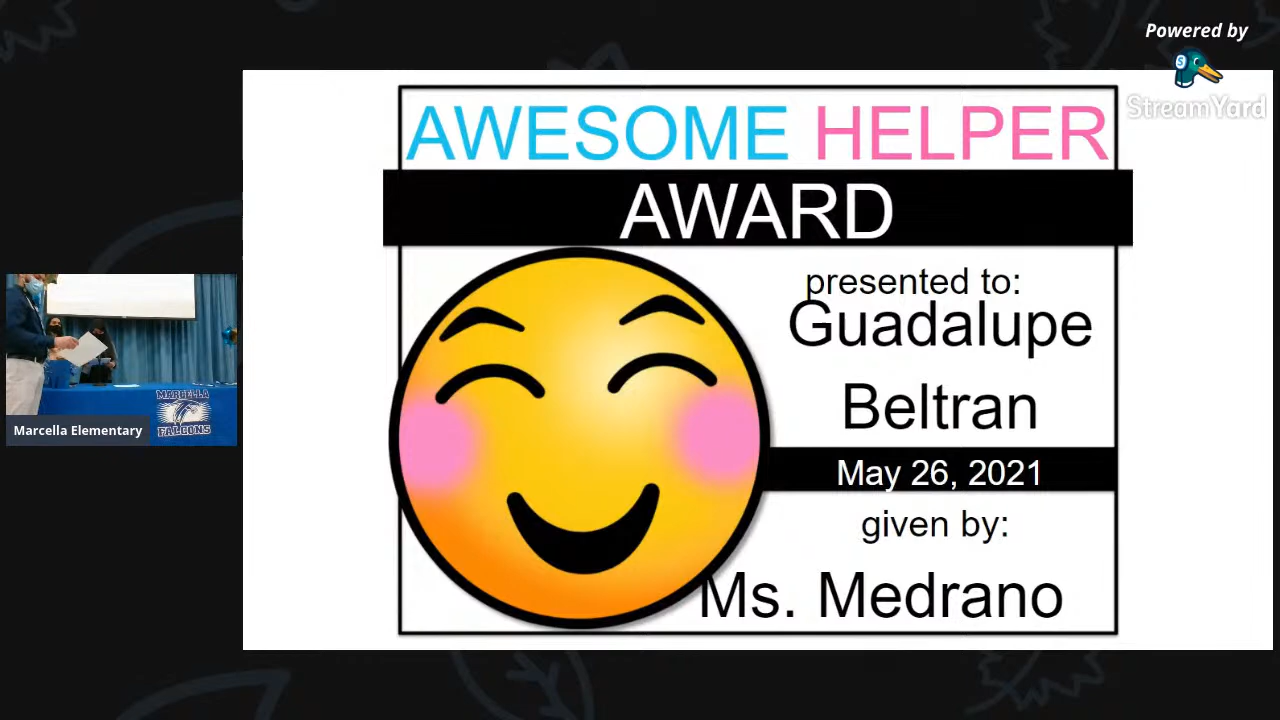 Powered by
StreamYard
AWESOME HELPER
AWARD
presented to:
Guadalupe
Beltran
May 26, 2021
given by:
Ms. Medrano
MARCELLA
FALCONS
Marcella Elementary